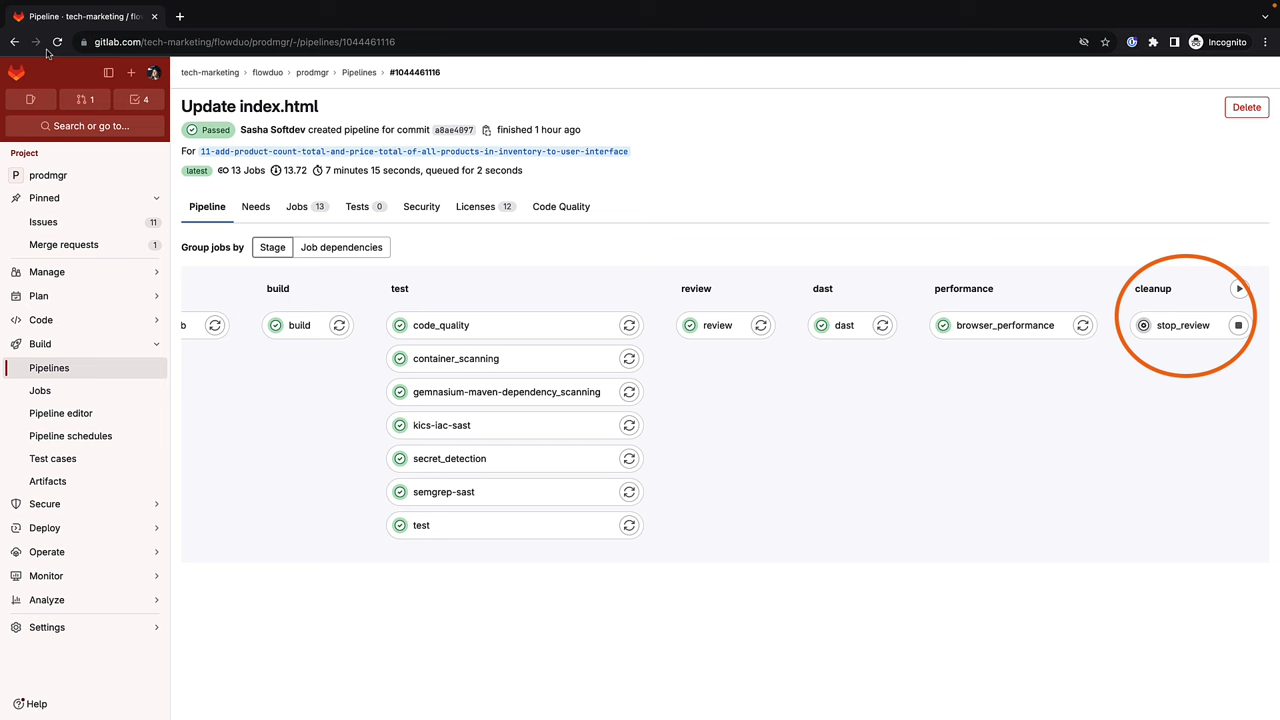 Pipeline · tech-marketing / flo
gitlab.com/tech-marketing/flowduo/prodmgr/-/pipelines/1044461116
Incognito
1
4
Search or go to...
Project
P prodmgr
Pinned
Issues 11
Merge requests 1
Manage
Plan
Code
Build
Pipelines
Jobs
Pipeline editor
Pipeline schedules
Test cases
Artifacts
Secure
Deploy
Operate
Monitor
Analyze
Settings
Help
tech-marketing › flowduo › prodmgr › Pipelines › #1044461116
Update index.html
Delete
Passed Sasha Softdev created pipeline for commit a8ae4097 finished 1 hour ago
For 11-add-product-count-total-and-price-total-of-all-products-in-inventory-to-user-interface
latest 13 Jobs 13.72 7 minutes 15 seconds, queued for 2 seconds
Pipeline Needs Jobs 13 Tests 0 Security Licenses 12 Code Quality
Group jobs by Stage Job dependencies
b
build
build
test
code_quality
container_scanning
gemnasium-maven-dependency_scanning
kics-iac-sast
secret_detection
semgrep-sast
test
review
review
dast
dast
performance
browser_performance
cleanup
stop_review